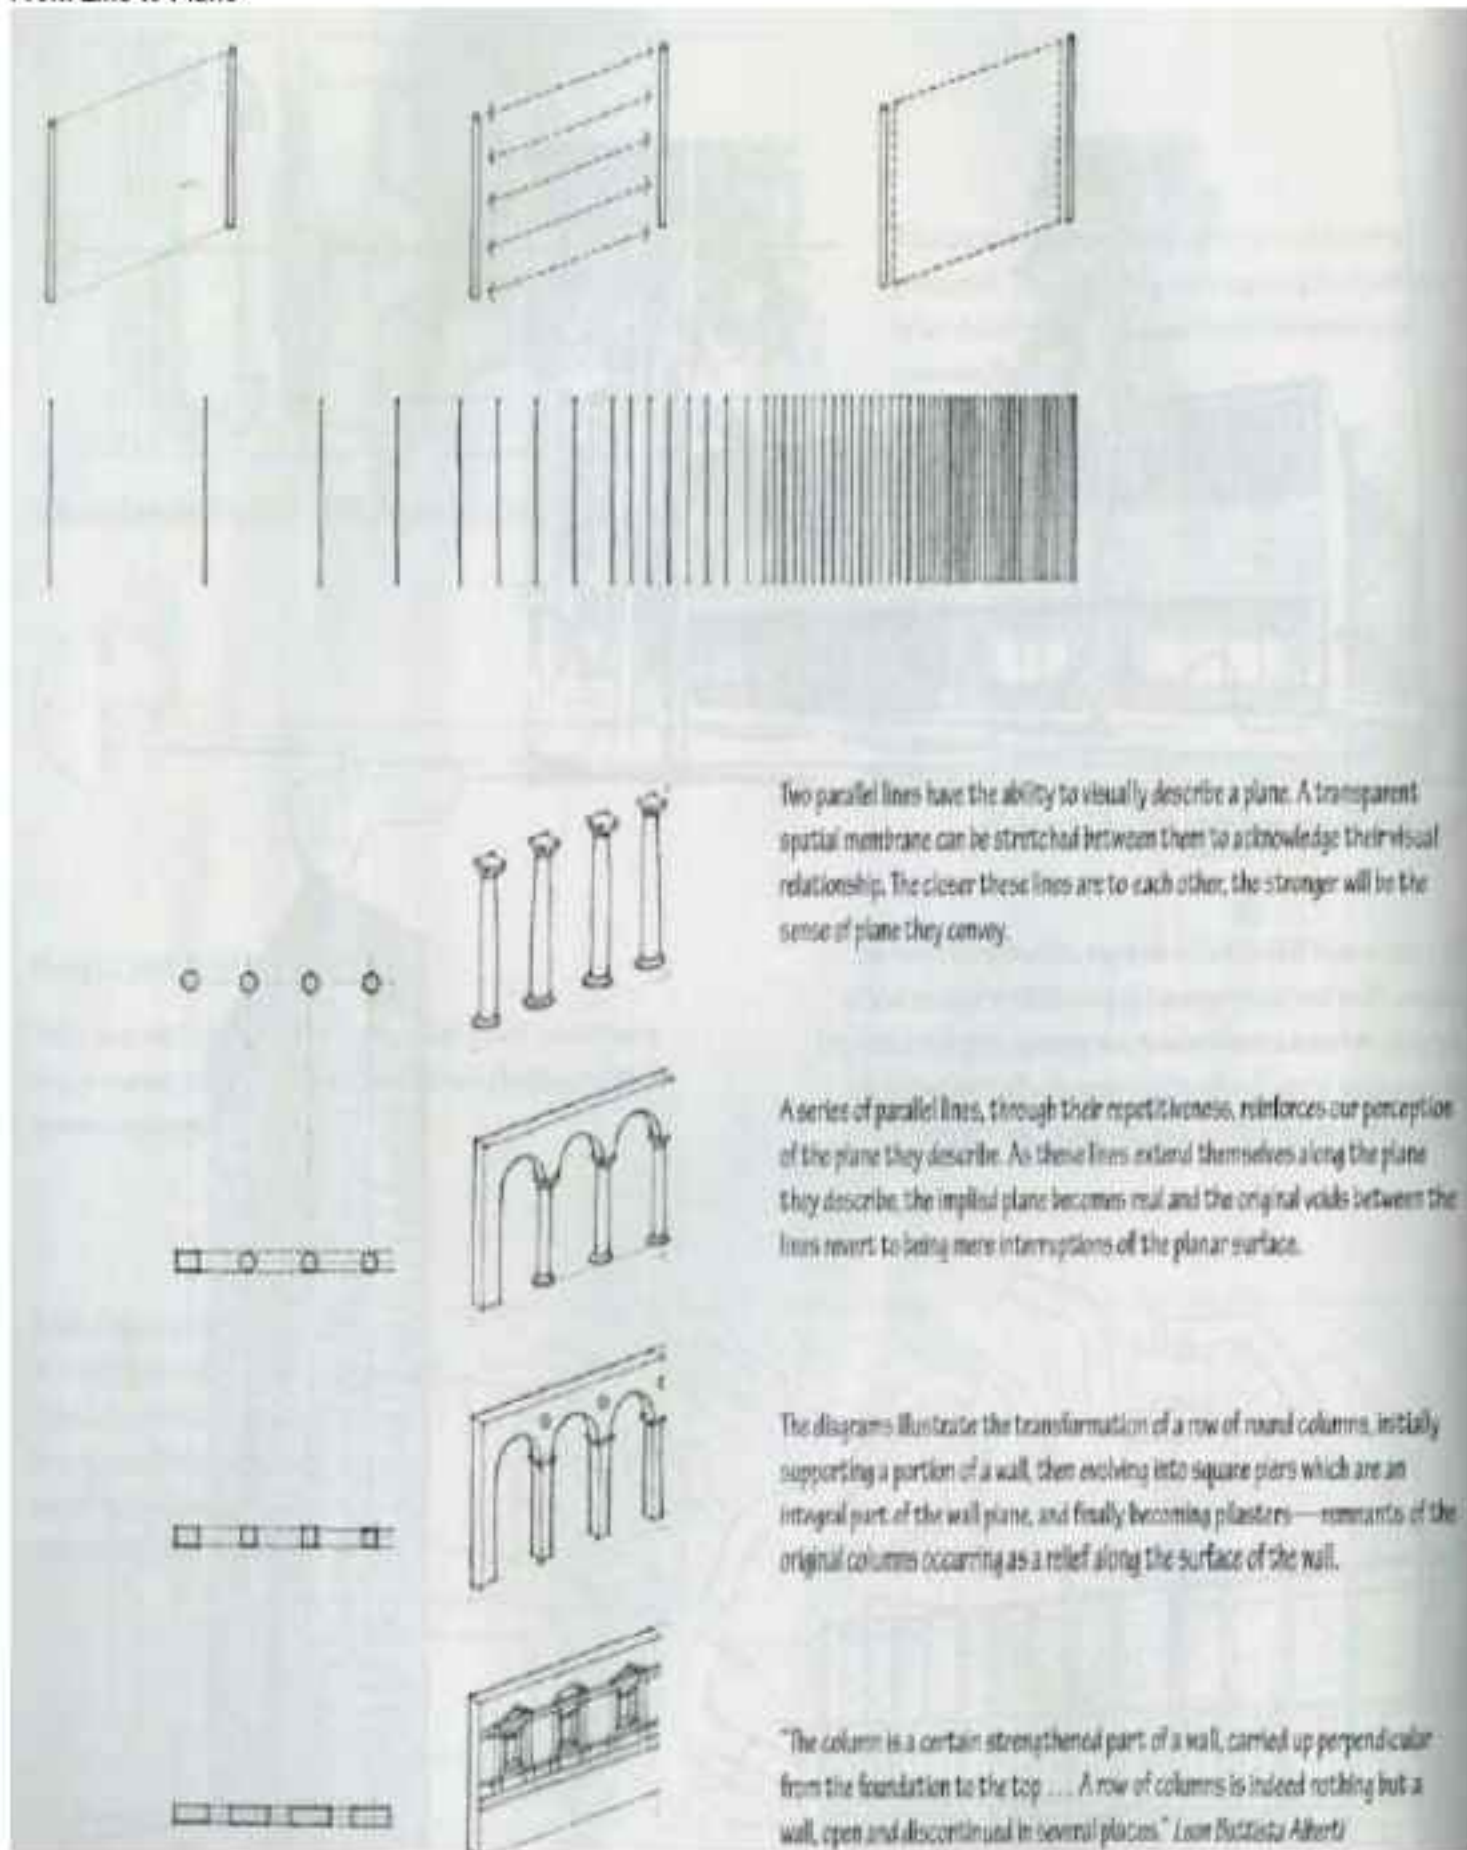 From Line to Plane
Two parallel lines have the ability to visually describe a plane. A transparent
spatial membrane can be stretched between them to acknowledge their visual
relationship. The closer these lines are to each other, the stronger will be the
sense of plane they convey.
A series of parallel lines, through their repetitiveness, reinforces our perception
of the plane they describe. As these lines extend themselves along the plane
they describe, the implied plane becomes real and the original voids between the
lines revert to being mere interruptions of the planar surface.
The diagrams illustrate the transformation of a row of round columns, initially
supporting a portion of a wall, then evolving into square piers which are an
integral part of the wall plane, and finally becoming pilasters—remnants of the
original columns occurring as a relief along the surface of the wall.
"The column is a certain strengthened part of a wall, carried up perpendicular
from the foundation to the top . . . . A row of columns is indeed nothing but a
wall, open and discontinued in several places." Leon Battista Alberti